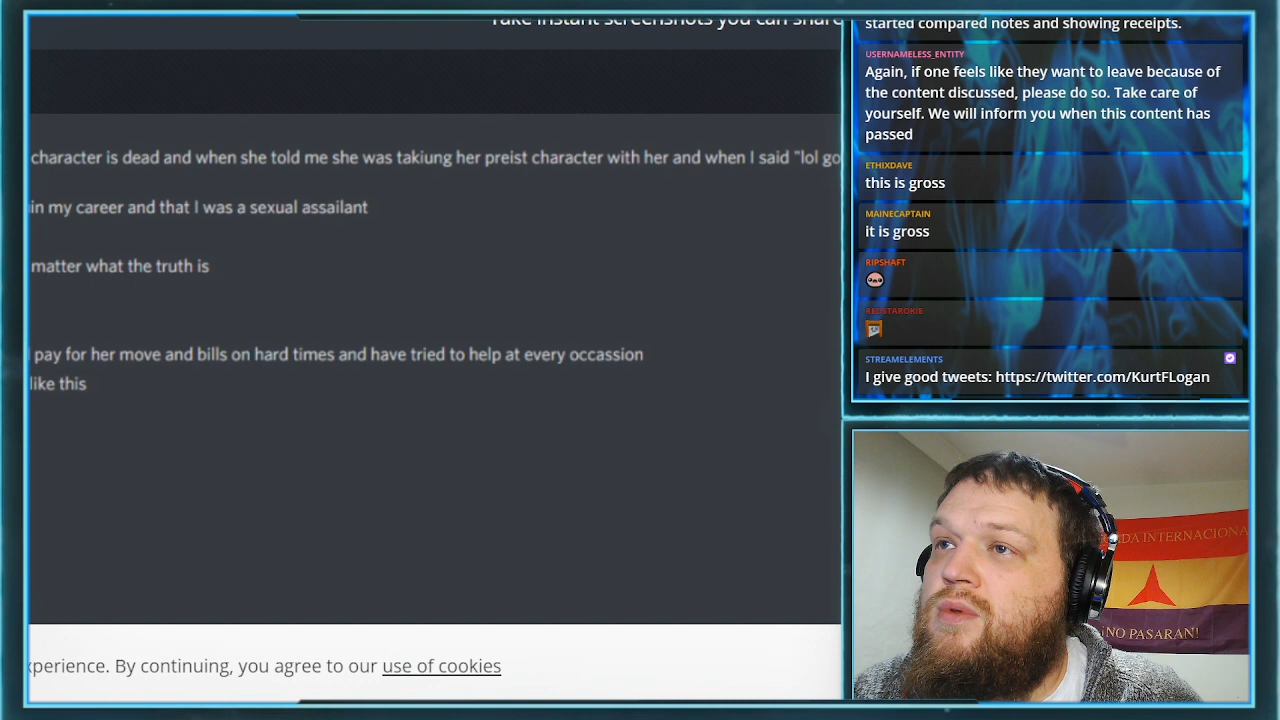 Take instant screenshots you can share
character is dead and when she told me she was takiung her preist character with her and when I said "lol go
in my career and that I was a sexual assailant
matter what the truth is
pay for her move and bills on hard times and have tried to help at every occassion
like this
xperience. By continuing, you agree to our use of cookies
started compared notes and showing receipts.
USERNAMELESS_ENTITY
Again, if one feels like they want to leave because of
the content discussed, please do so. Take care of
yourself. We will inform you when this content has
passed
ETHIXDAVE
this is gross
MAINECAPTAIN
it is gross
RIPSHAFT
REDSTAROKIE
STREAMELEMENTS
I give good tweets: https://twitter.com/KurtFLogan
DA INTERNACIONA
¡NO PASARAN!